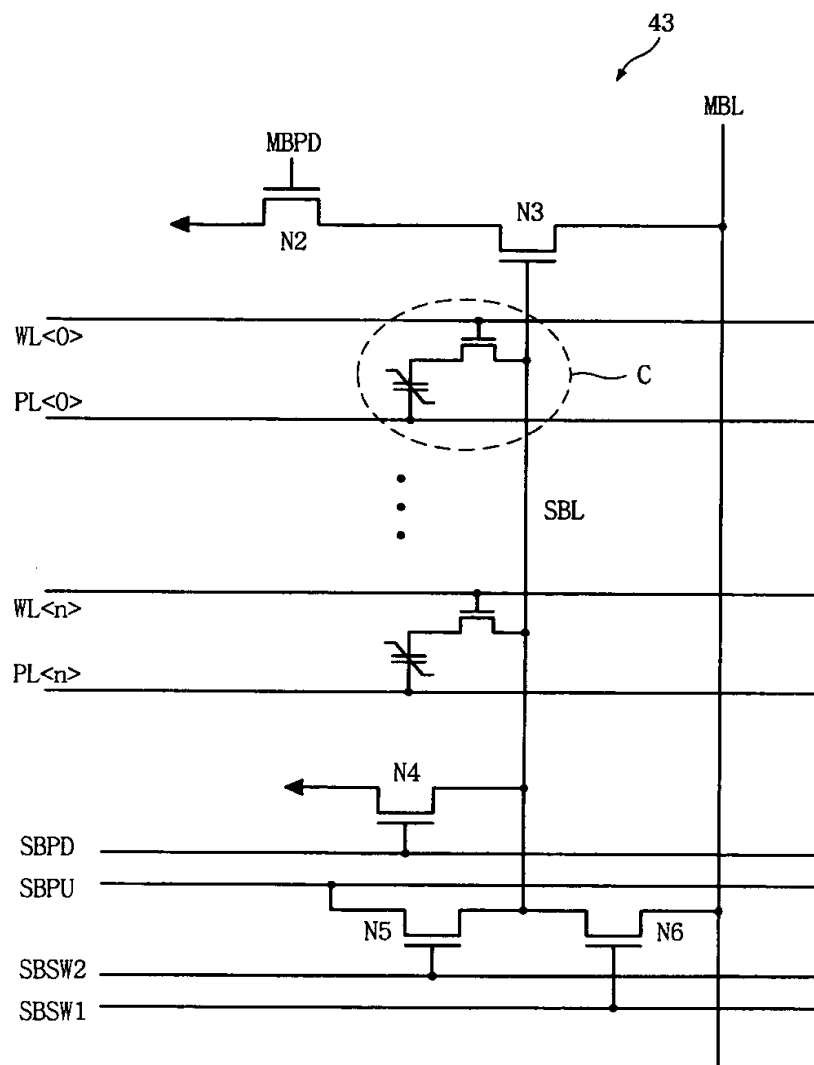 43
MBL
MBPD
N3
N2
WL<0>
C
PL<0>
SBL
WL<n>
PL<n>
N4
SBPD
SBPU
N5
N6
SBSW2
SBSW1